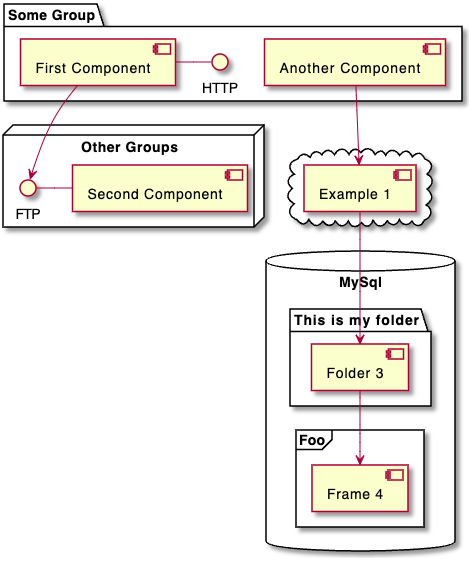 Some Group
First Component
HTTP
Another Component
Other Groups
FTP
Second Component
Example 1
MySql
This is my folder
Folder 3
Foo
Frame 4